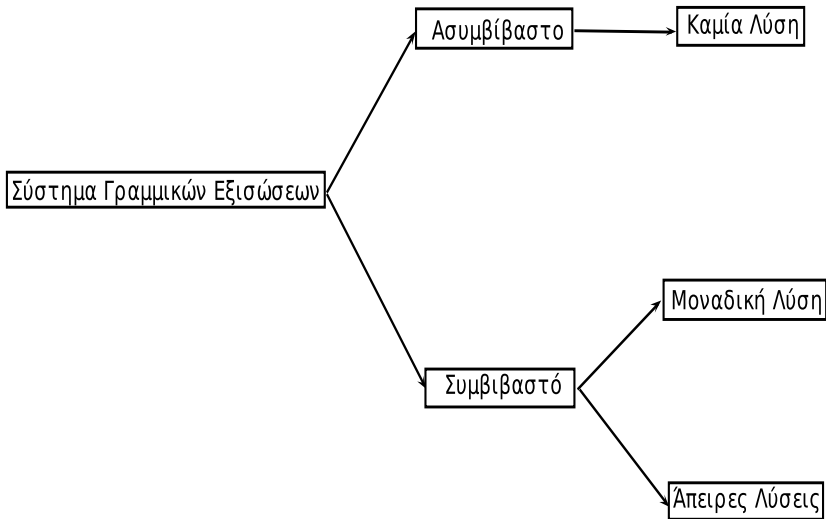 Ασυμβίβαστο
Καμία Λύση
Σύστημα Γραμμικών Εξισώσεων
Μοναδική Λύση
Συμβιβαστό
Άπειρες Λύσεις